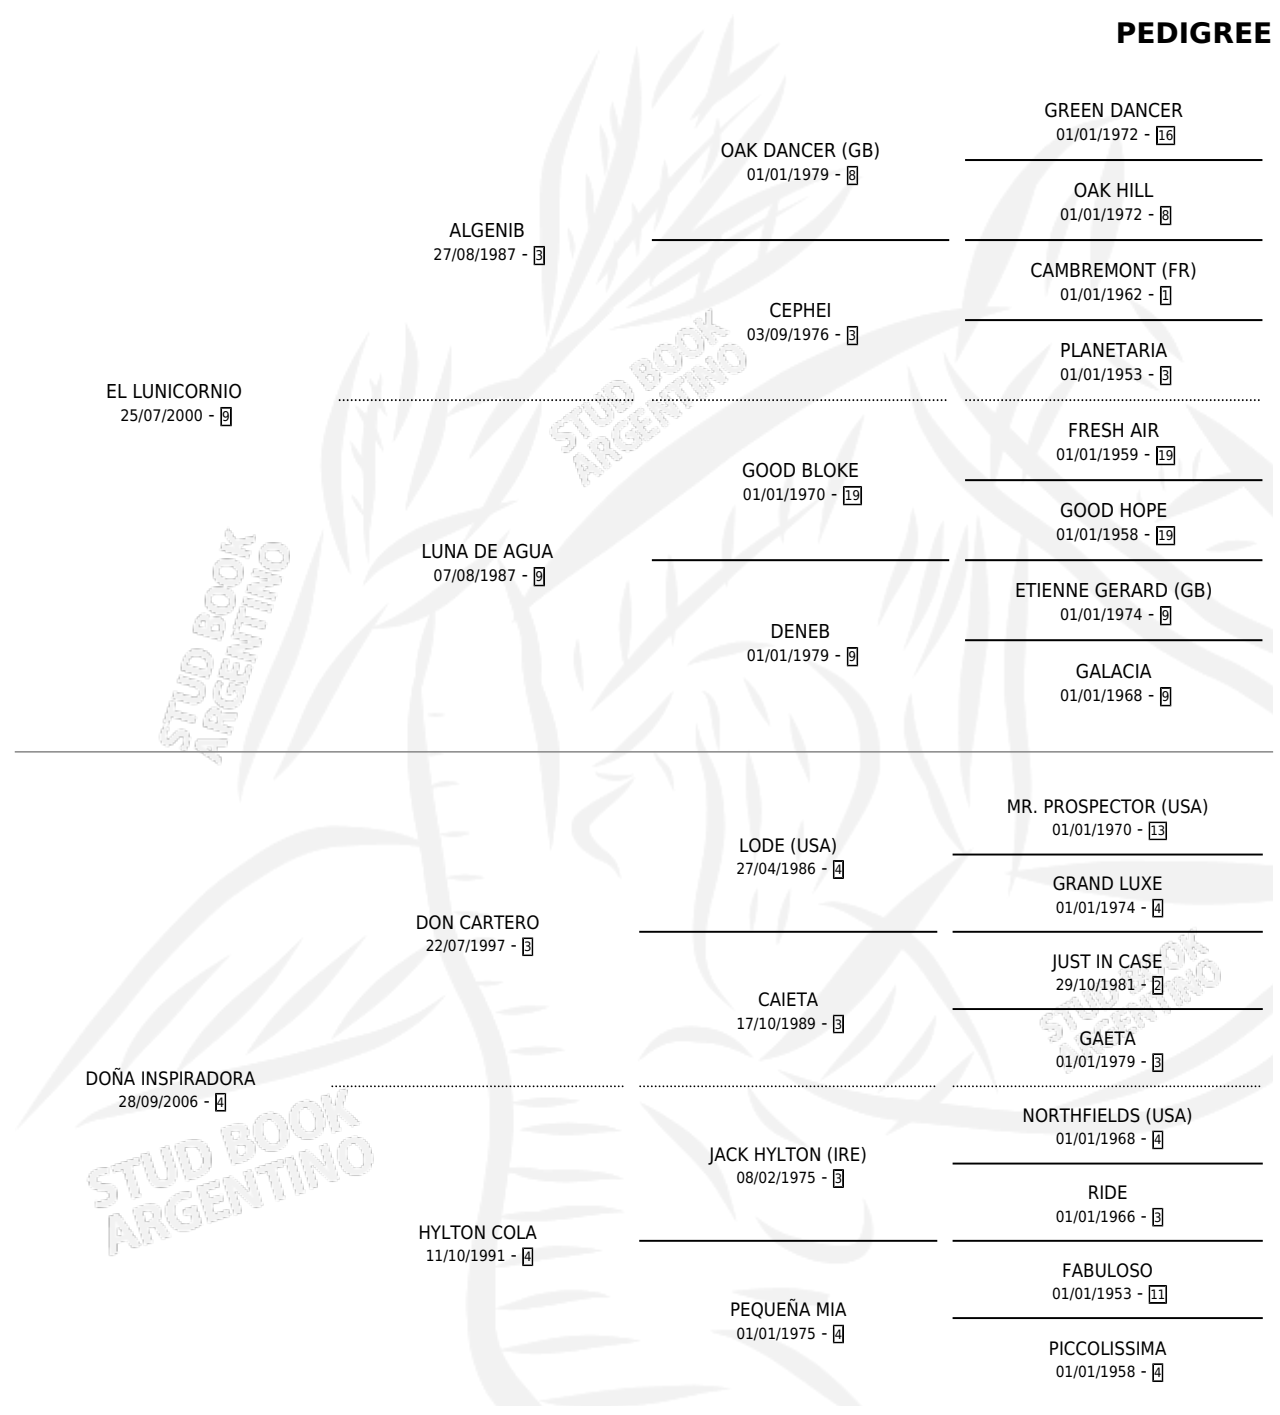 PEDIGREE
GREEN DANCER
01/01/1972 - 16
OAK DANCER (GB)
01/01/1979 - 8
OAK HILL
01/01/1972 - 8
ALGENIB
27/08/1987 - 3
CAMBREMONT (FR)
01/01/1962 - 1
CEPHEI
03/09/1976 - 3
PLANETARIA
01/01/1953 - 3
EL LUNICORNIO
25/07/2000 - 9
FRESH AIR
01/01/1959 - 19
GOOD BLOKE
01/01/1970 - 19
GOOD HOPE
01/01/1958 - 19
LUNA DE AGUA
07/08/1987 - 9
ETIENNE GERARD (GB)
01/01/1974 - 9
DENEB
01/01/1979 - 9
GALACIA
01/01/1968 - 9
MR. PROSPECTOR (USA)
01/01/1970 - 13
LODE (USA)
27/04/1986 - 4
GRAND LUXE
01/01/1974 - 4
DON CARTERO
22/07/1997 - 3
JUST IN CASE
29/10/1981 - 2
CAIETA
17/10/1989 - 3
GAETA
01/01/1979 - 3
DOÑA INSPIRADORA
28/09/2006 - 4
NORTHFIELDS (USA)
01/01/1968 - 4
JACK HYLTON (IRE)
08/02/1975 - 3
RIDE
01/01/1966 - 3
HYLTON COLA
11/10/1991 - 4
FABULOSO
01/01/1953 - 11
PEQUEÑA MIA
01/01/1975 - 4
PICCOLISSIMA
01/01/1958 - 4
STUD BOOK
ARGENTINO
STUD BOOK
ARGENTINO
STUD BOOK
ARGENTINO
STUD BOOK
ARGENTINO